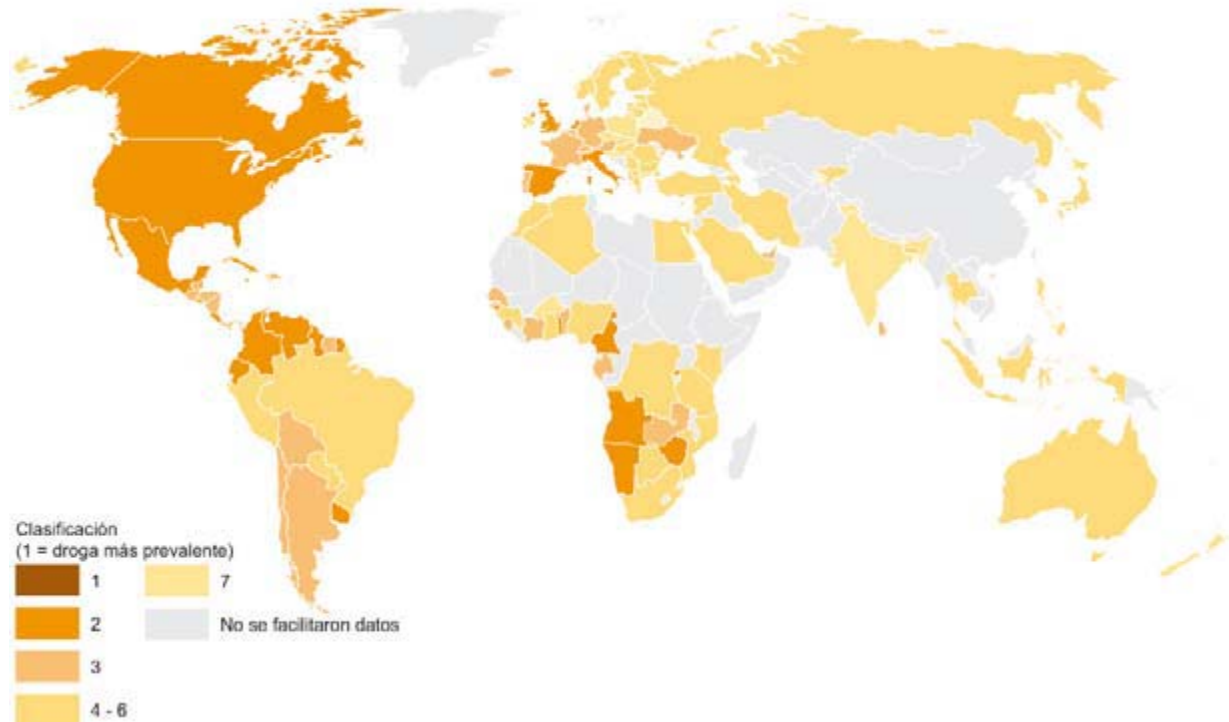 Clasificación
(1 = droga más prevalente)
1
7
2
No se facilitaron datos
3
4 - 6